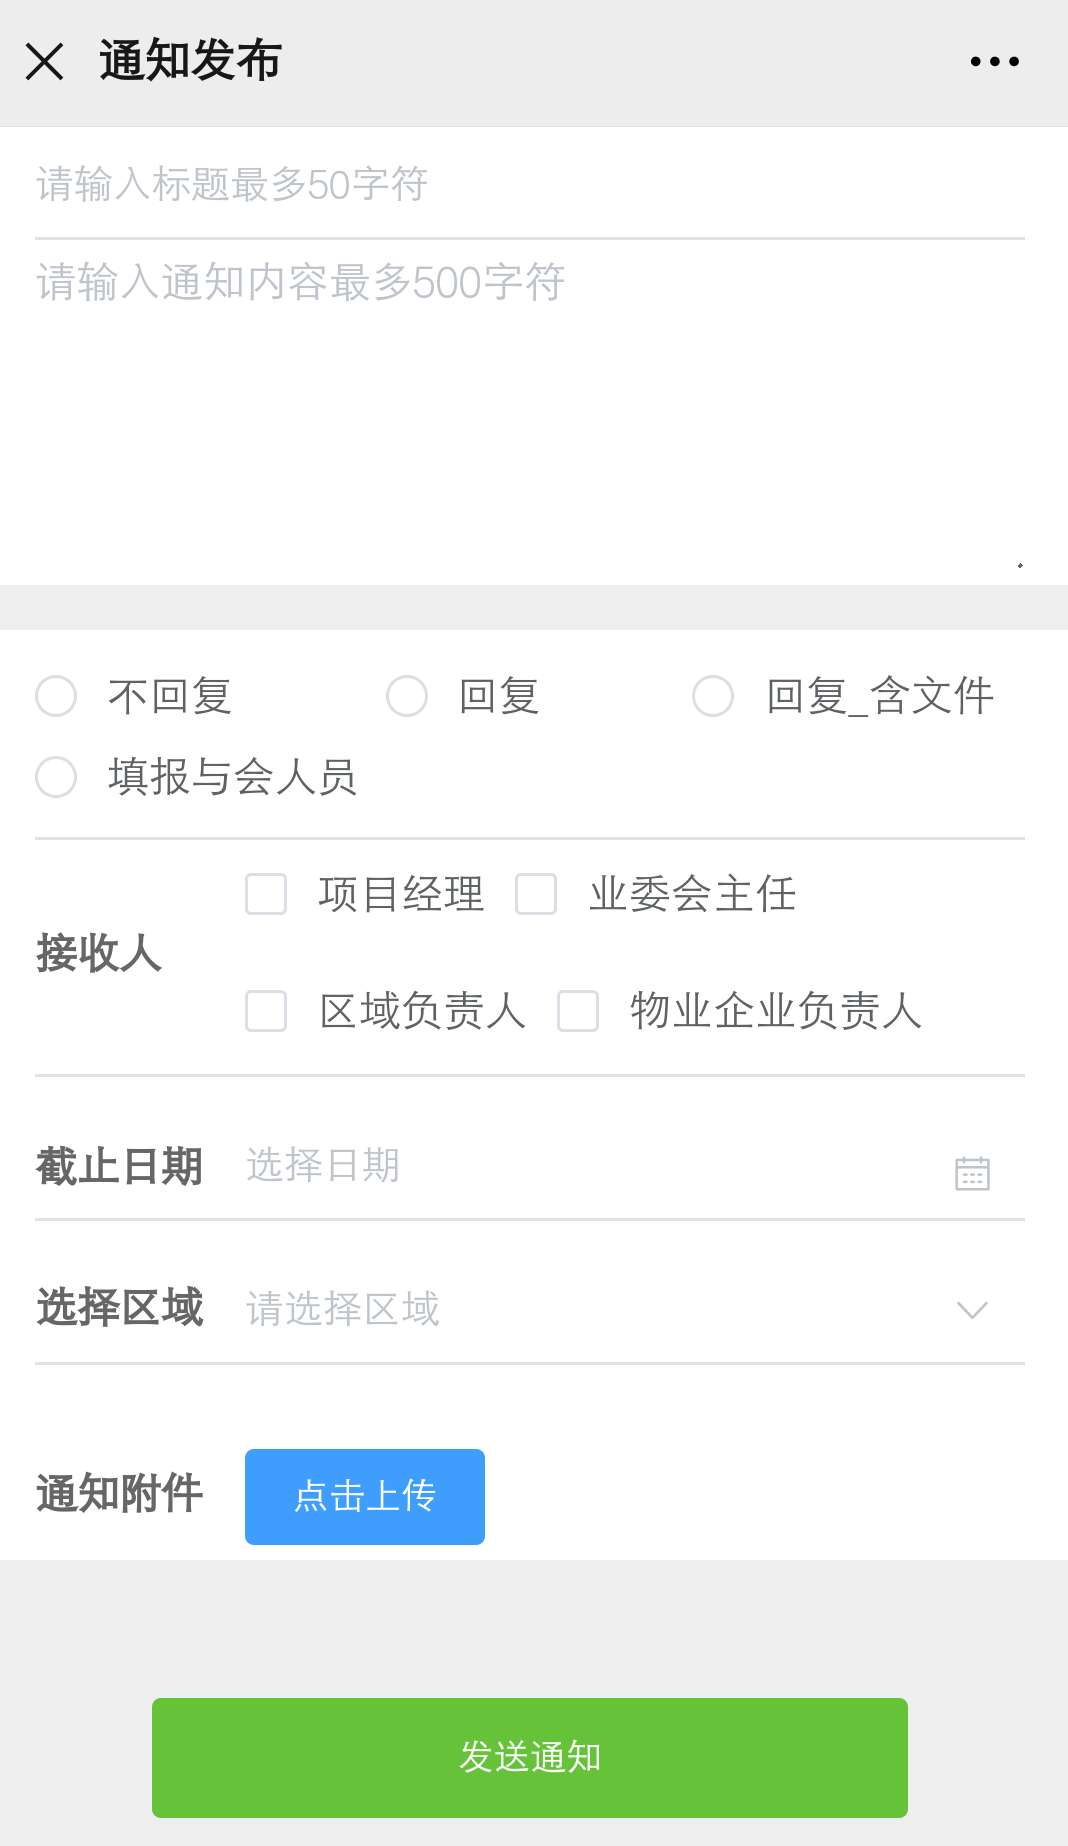 通知发布
请输入标题最多50字符
请输入通知内容最多500字符
不回复 回复 回复_含文件
填报与会人员
接收人
项目经理 业委会主任
区域负责人 物业企业负责人
截止日期 选择日期
选择区域 请选择区域
通知附件 点击上传
发送通知